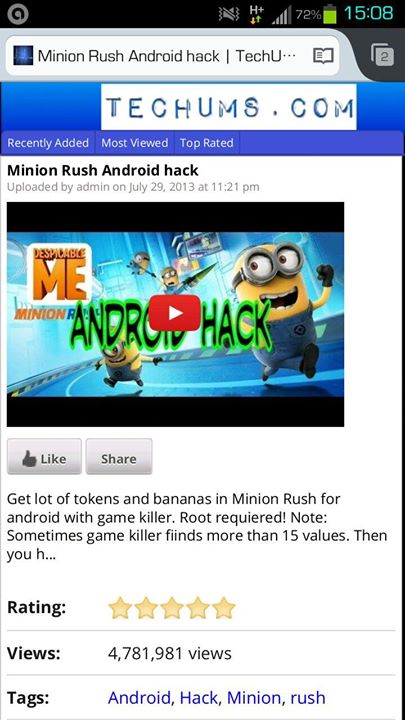 H+ 72% 15:08
Minion Rush Android hack | TechU···
2
TECHUMS.COM
Recently Added Most Viewed Top Rated
Minion Rush Android hack
Uploaded by admin on July 29, 2013 at 11:21 pm
DESPICABLE
ME
MINION R
ANDROID HACK
Like Share
Get lot of tokens and bananas in Minion Rush for
android with game killer. Root requiered! Note:
Sometimes game killer fiinds more than 15 values. Then
you h...
Rating:
Views: 4,781,981 views
Tags: Android, Hack, Minion, rush